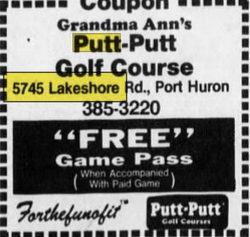 Coupon
Grandma Ann's
Putt-Putt
Golf Course
5745 Lakeshore Rd., Port Huron
385-3220
"FREE"
Game Pass
(When Accompanied
With Paid Game)
Forthefunofit™
Putt-Putt®
Golf Courses